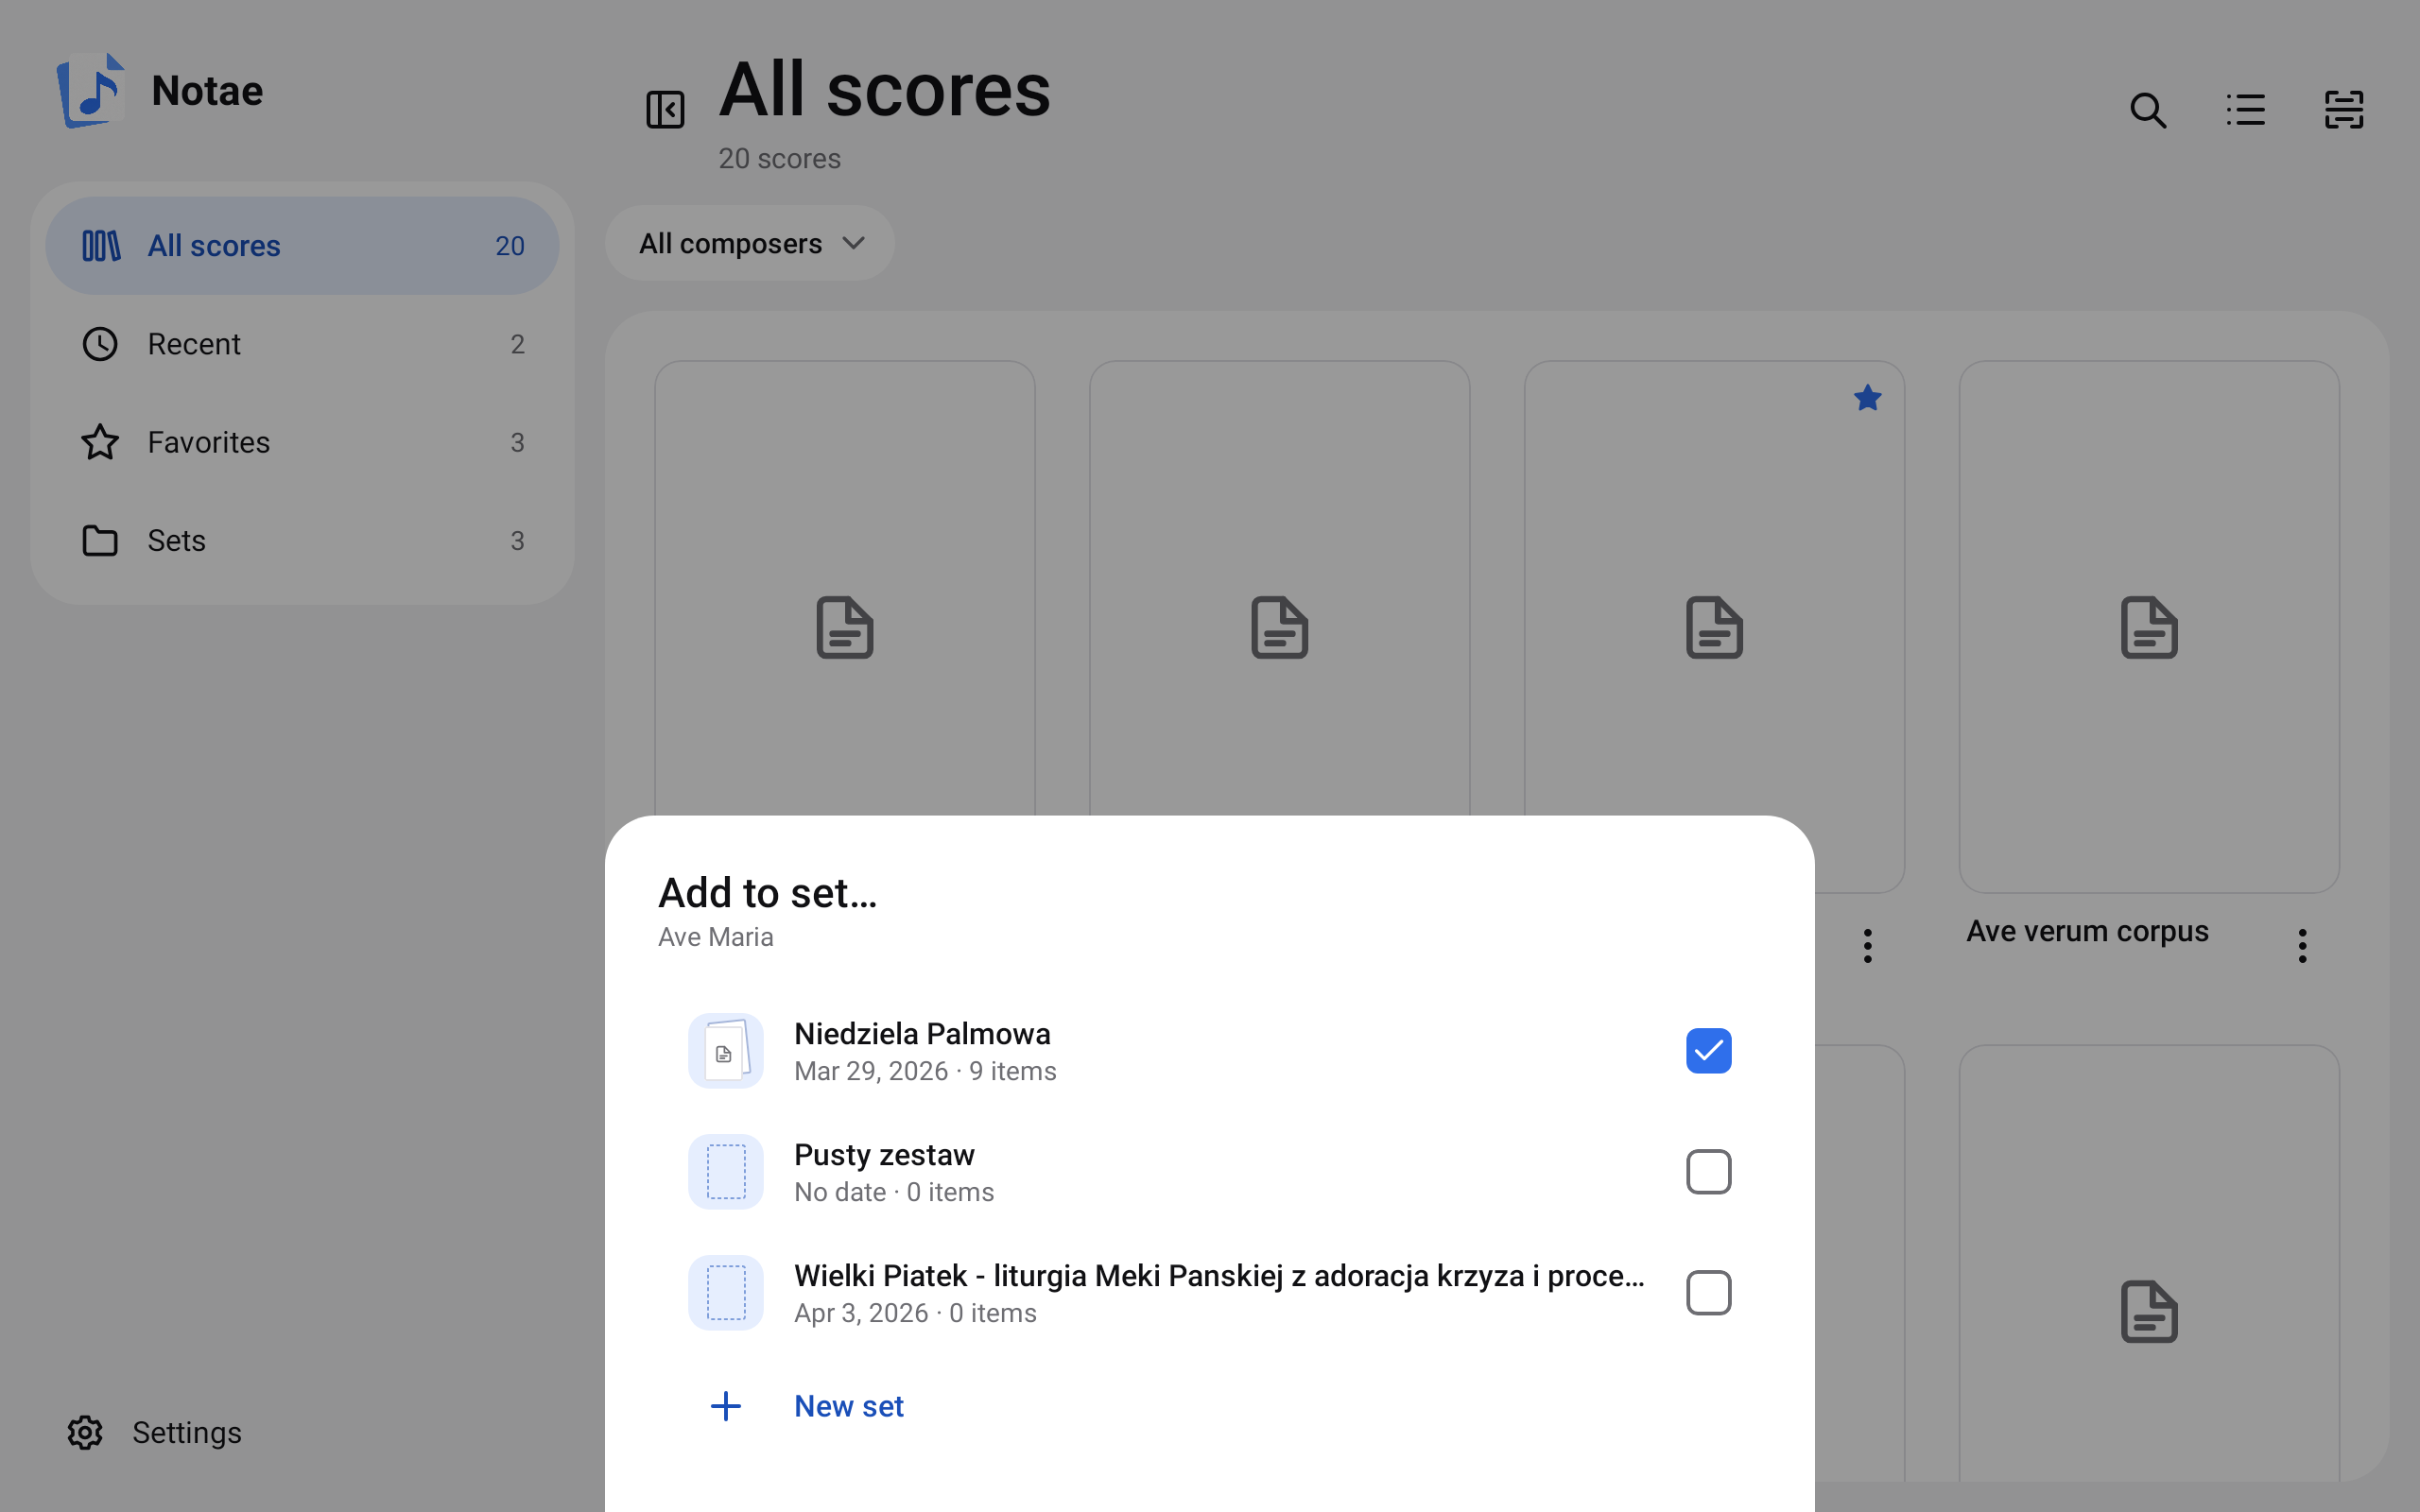 Notae
All scores
20 scores
All scores 20
Recent 2
Favorites 3
Sets 3
Settings
All composers
Ave verum corpus
Add to set...
Ave Maria
Niedziela Palmowa
Mar 29, 2026 · 9 items
Pusty zestaw
No date · 0 items
Wielki Piatek - liturgia Meki Panskiej z adoracja krzyza i proce...
Apr 3, 2026 · 0 items
New set